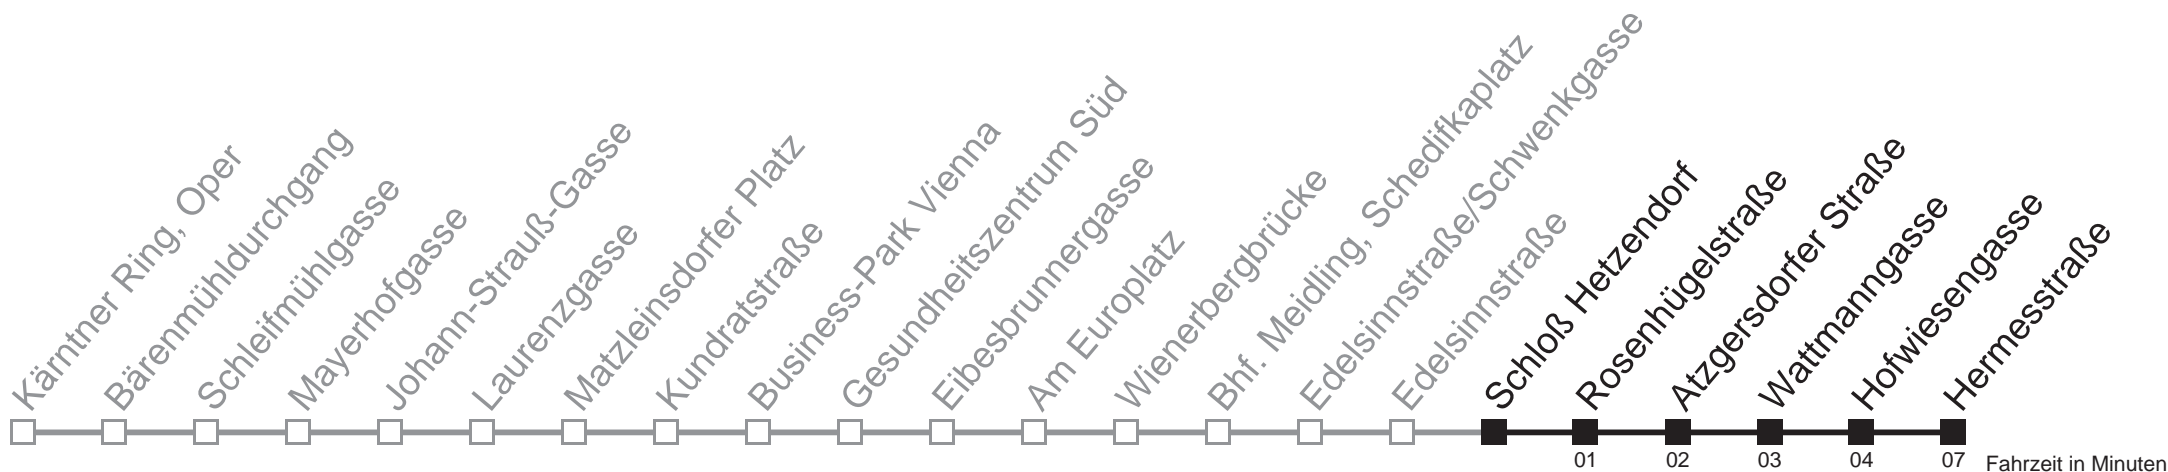 Kärntner Ring, Oper
Bärenmühldurchgang
Schleifmühlgasse
Mayerhofgasse
Johann-Strauß-Gasse
Laurenzgasse
Matzleinsdorfer Platz
Kundratstraße
Business-Park Vienna
Gesundheitszentrum Süd
Eibesbrunnergasse
Am Europlatz
Wienerbergbrücke
Bhf. Meidling, Schedifkaplatz
Edelsinnstraße/Schwenkgasse
Edelsinnstraße
Schloß Hetzendorf
Rosenhügelstraße
Atzgersdorfer Straße
Wattmanngasse
Hofwiesengasse
Hermesstraße
01 02 03 04 07 Fahrzeit in Minuten